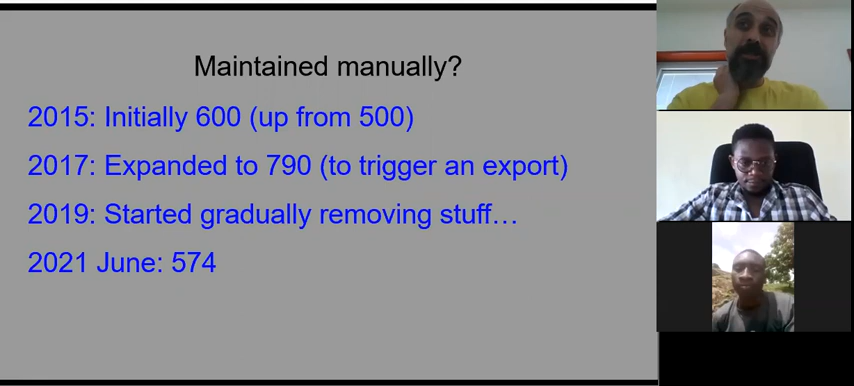 Maintained manually?
2015: Initially 600 (up from 500)
2017: Expanded to 790 (to trigger an export)
2019: Started gradually removing stuff…
2021 June: 574